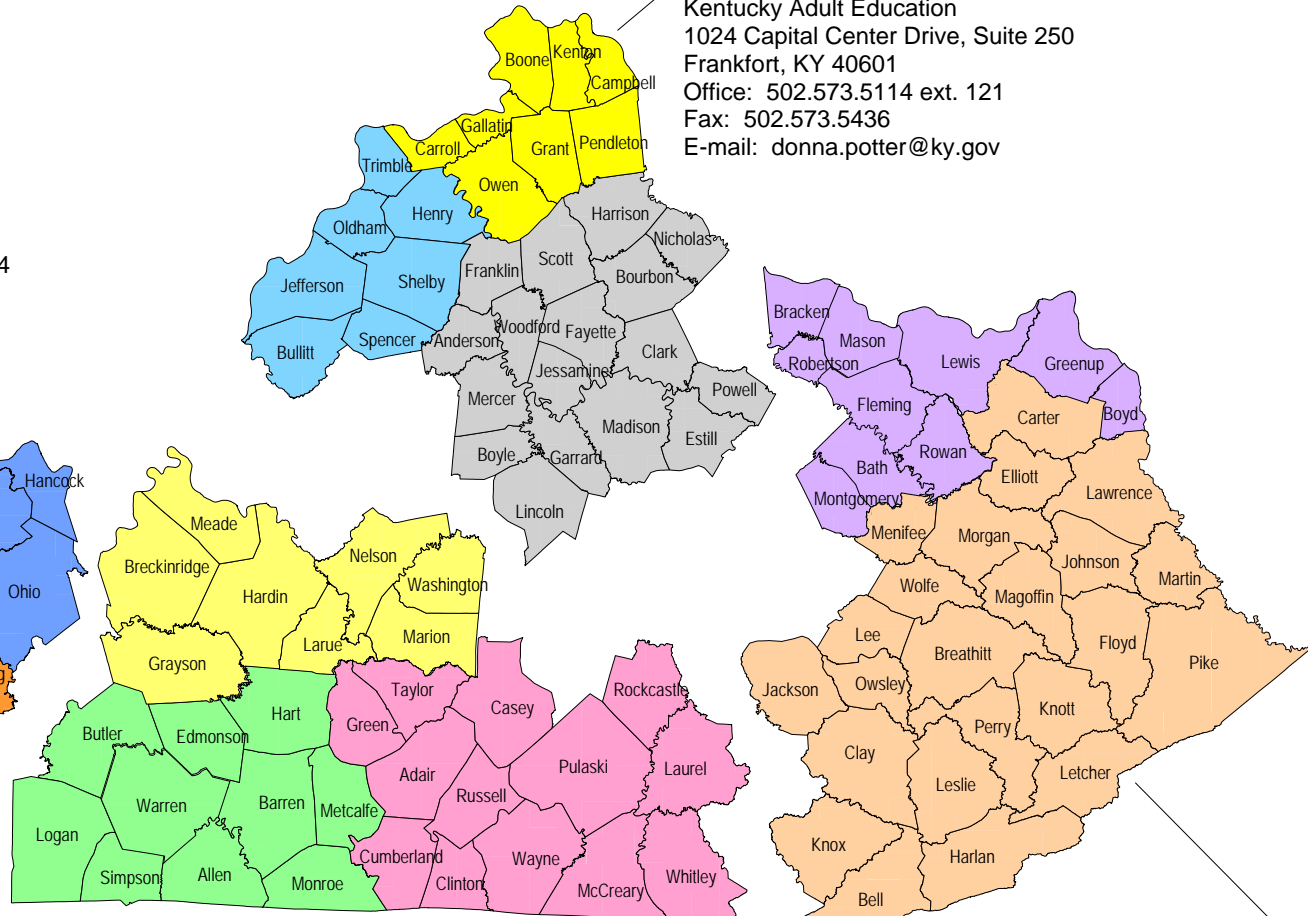 Kentucky Adult Education
1024 Capital Center Drive, Suite 250
Frankfort, KY 40601
Office: 502.573.5114 ext. 121
Fax: 502.573.5436
E-mail: donna.potter@ky.gov
4
Boone
Kenton
Campbell
Gallatin
Carroll
Grant
Pendleton
Owen
Trimble
Henry
Oldham
Jefferson
Shelby
Spencer
Bullitt
Harrison
Nicholas
Scott
Franklin
Bourbon
Woodford
Fayette
Anderson
Clark
Jessamine
Powell
Mercer
Madison
Estill
Boyle
Garrard
Lincoln
Bracken
Mason
Robertson
Lewis
Greenup
Boyd
Fleming
Rowan
Bath
Montgomery
Carter
Elliott
Lawrence
Menifee
Morgan
Johnson
Martin
Wolfe
Magoffin
Lee
Breathitt
Floyd
Pike
Jackson
Owsley
Knott
Perry
Clay
Leslie
Letcher
Knox
Harlan
Bell
Hancock
Ohio
g
Meade
Breckinridge
Nelson
Washington
Hardin
Larue
Marion
Grayson
Butler
Edmonson
Hart
Warren
Barren
Metcalfe
Logan
Simpson
Allen
Monroe
Taylor
Green
Casey
Rockcastle
Adair
Pulaski
Laurel
Russell
Cumberland
Clinton
Wayne
McCreary
Whitley